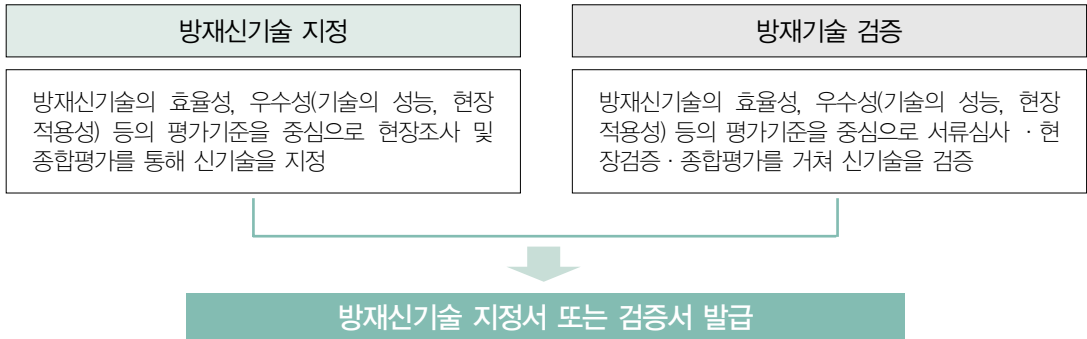 방재신기술 지정
방재신기술의 효율성, 우수성(기술의 성능, 현장
적용성) 등의 평가기준을 중심으로 현장조사 및
종합평가를 통해 신기술을 지정
방재기술 검증
방재신기술의 효율성, 우수성(기술의 성능, 현장
적용성) 등의 평가기준을 중심으로 서류심사 · 현
장검증 · 종합평가를 거쳐 신기술을 검증
방재신기술 지정서 또는 검증서 발급